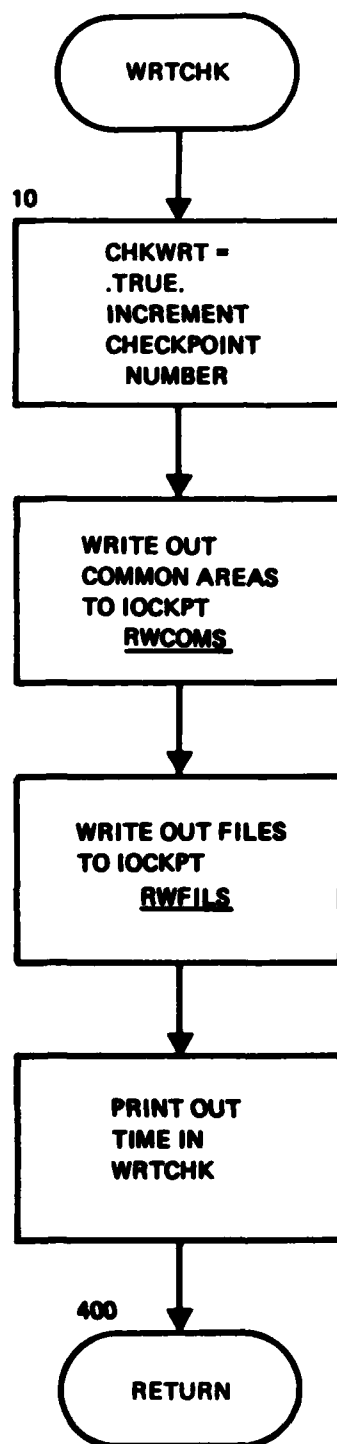 WRTCHK
10
CHKWRT =
.TRUE.
INCREMENT
CHECKPOINT
NUMBER
WRITE OUT
COMMON AREAS
TO IOCKPT
RWCOMS
WRITE OUT FILES
TO IOCKPT
RWFILS
PRINT OUT
TIME IN
WRTCHK
400
RETURN